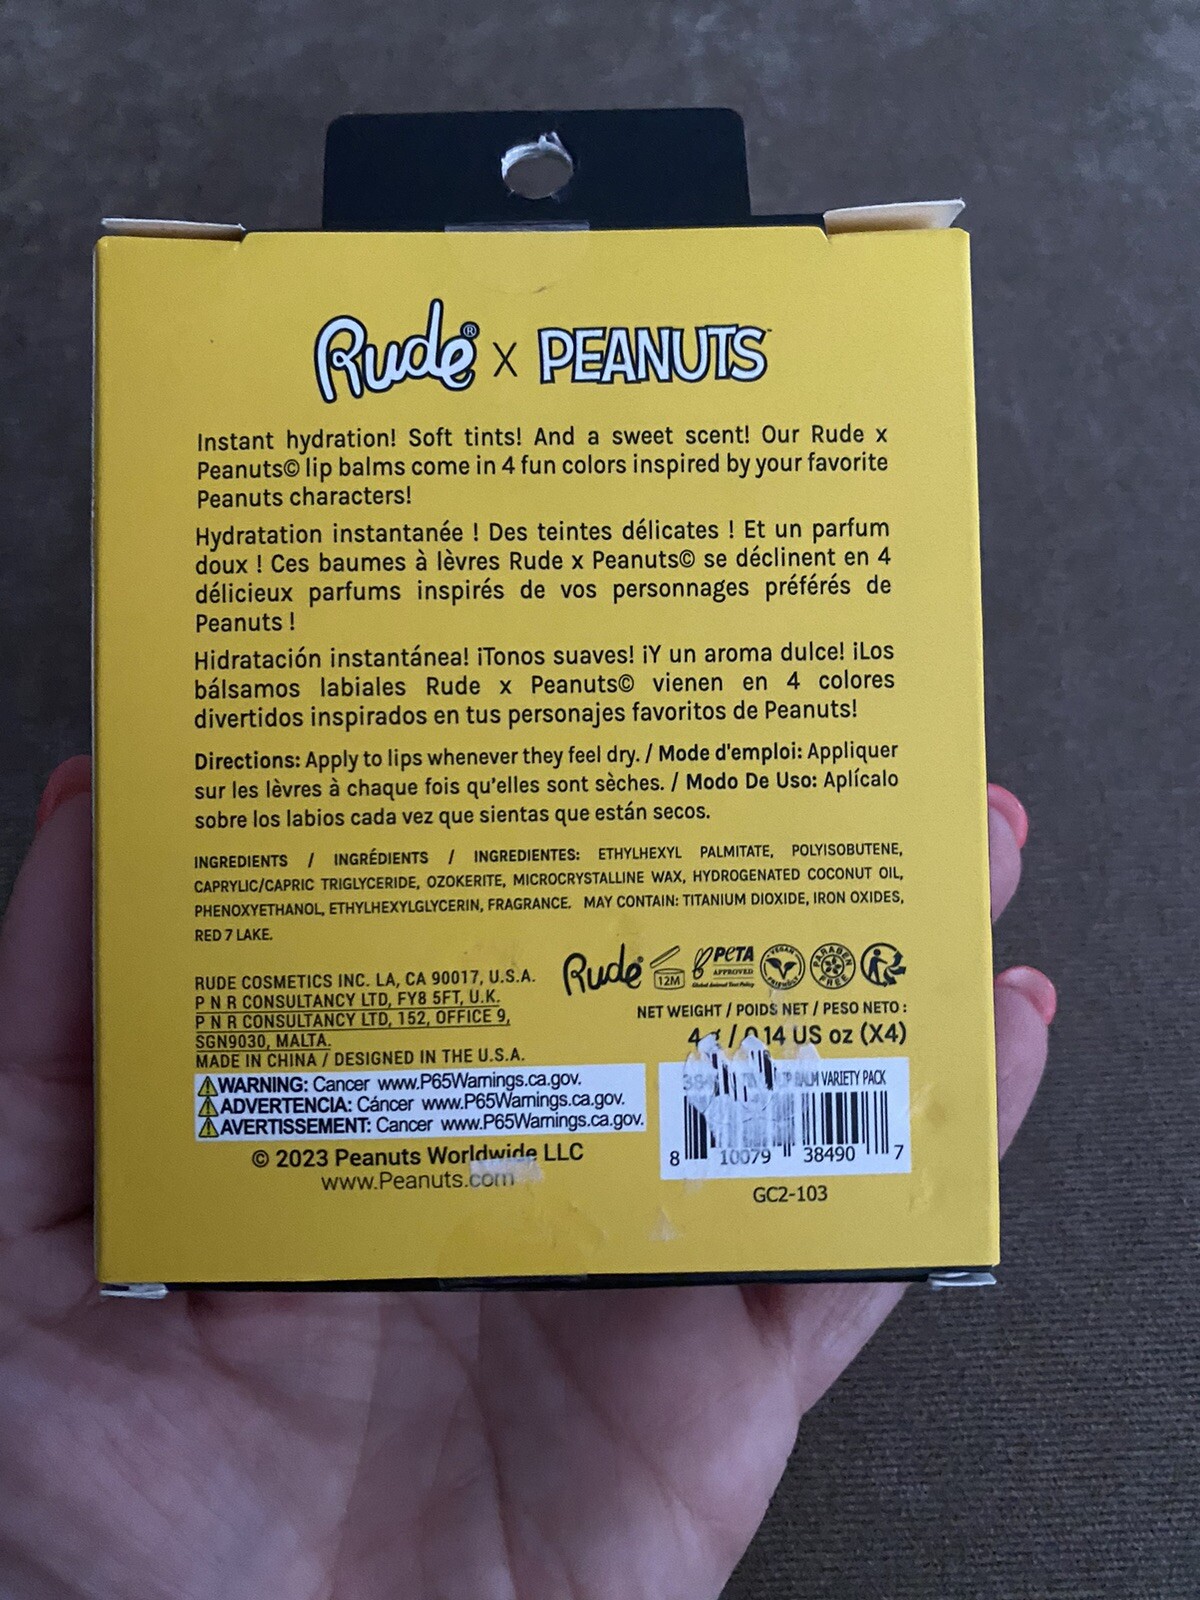 Rude® x PEANUTS™
Instant hydration! Soft tints! And a sweet scent! Our Rude x
Peanuts© lip balms come in 4 fun colors inspired by your favorite
Peanuts characters!
Hydratation instantanée ! Des teintes délicates ! Et un parfum
doux ! Ces baumes à lèvres Rude x Peanuts© se déclinent en 4
délicieux parfums inspirés de vos personnages préférés de
Peanuts !
Hidratación instantánea! ¡Tonos suaves! ¡Y un aroma dulce! ¡Los
bálsamos labiales Rude x Peanuts© vienen en 4 colores
divertidos inspirados en tus personajes favoritos de Peanuts!
Directions: Apply to lips whenever they feel dry. / Mode d'emploi: Appliquer
sur les lèvres à chaque fois qu'elles sont sèches. / Modo De Uso: Aplícalo
sobre los labios cada vez que sientas que están secos.
INGREDIENTS / INGRÉDIENTS / INGREDIENTES: ETHYLHEXYL PALMITATE, POLYISOBUTENE,
CAPRYLIC/CAPRIC TRIGLYCERIDE, OZOKERITE, MICROCRYSTALLINE WAX, HYDROGENATED COCONUT OIL,
PHENOXYETHANOL, ETHYLHEXYLGLYCERIN, FRAGRANCE. MAY CONTAIN: TITANIUM DIOXIDE, IRON OXIDES,
RED 7 LAKE.
RUDE COSMETICS INC. LA, CA 90017, U.S.A.
P N R CONSULTANCY LTD, FY8 5FT, U.K.
P N R CONSULTANCY LTD, 152, OFFICE 9,
SGN9030, MALTA.
MADE IN CHINA / DESIGNED IN THE U.S.A.
WARNING: Cancer www.P65Warnings.ca.gov.
ADVERTENCIA: Cáncer www.P65Warnings.ca.gov.
AVERTISSEMENT: Cancer www.P65Warnings.ca.gov.
© 2023 Peanuts Worldwide LLC
www.Peanuts.com
Rude® 12M PETA APPROVED Global Animal Test Policy VEGAN FRIENDLY PARABEN FREE
NET WEIGHT / POIDS NET / PESO NETO :
4 g / 0.14 US oz (X4)
LIP BALM VARIETY PACK
8 10079 38490 7
GC2-103